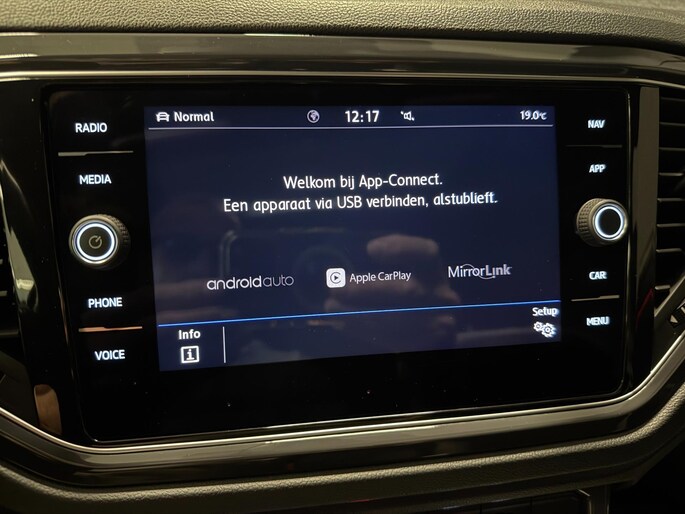 RADIO
MEDIA
PHONE
VOICE
Normal
12:17
19.0°C
Welkom bij App-Connect.
Een apparaat via USB verbinden, alstublieft.
androidauto
Apple CarPlay
MirrorLink
Info
Setup
NAV
APP
CAR
MENU